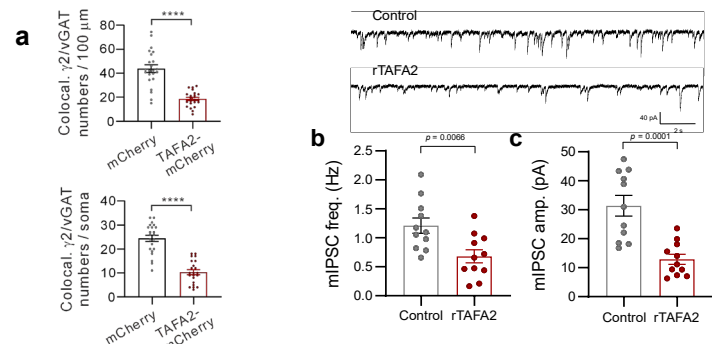 a
Colocal. γ2/vGAT
numbers / 100 µm
80
60
40
20
0
****
mCherry
TAFA2-
mCherry
Colocal. γ2/vGAT
numbers / soma
40
30
20
10
0
****
mCherry
TAFA2-
mCherry
Control
rTAFA2
40 pA
2 s
b
mIPSC freq. (Hz)
2.5
2.0
1.5
1.0
0.5
0.0
p = 0.0066
Control
rTAFA2
c
mIPSC amp. (pA)
50
40
30
20
10
0
p = 0.0001
Control
rTAFA2